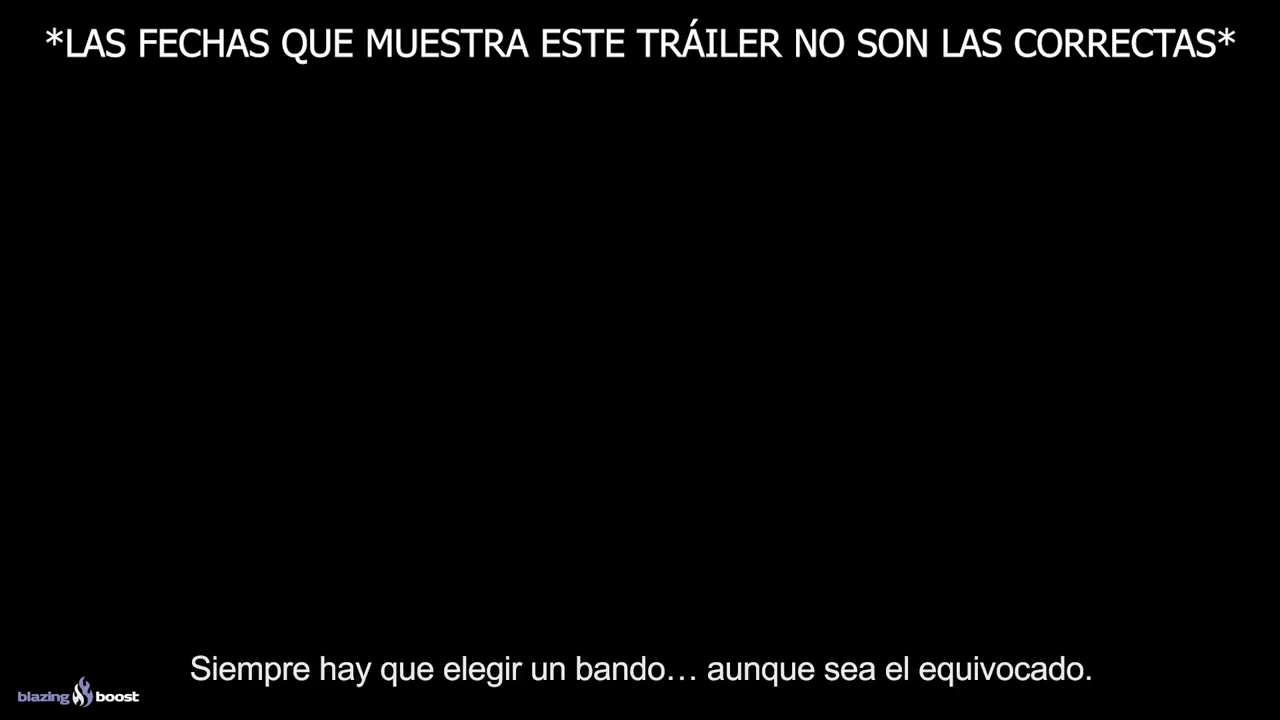 *LAS FECHAS QUE MUESTRA ESTE TRÁILER NO SON LAS CORRECTAS*
Siempre hay que elegir un bando… aunque sea el equivocado.
blazing boost